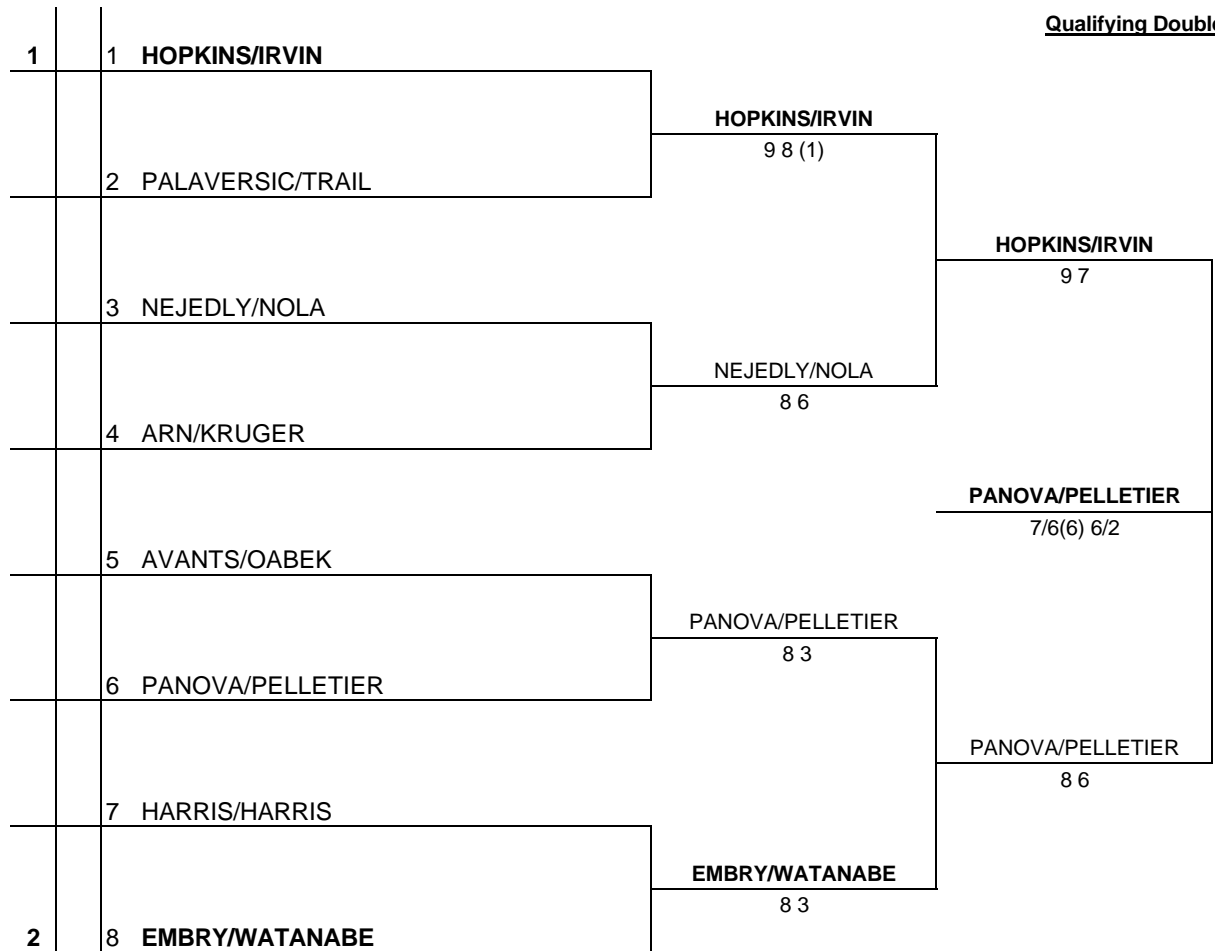 Qualifying Double
1 1 HOPKINS/IRVIN
HOPKINS/IRVIN
9 8 (1)
2 PALAVERSIC/TRAIL
HOPKINS/IRVIN
9 7
3 NEJEDLY/NOLA
NEJEDLY/NOLA
8 6
4 ARN/KRUGER
PANOVA/PELLETIER
7/6(6) 6/2
5 AVANTS/OABEK
PANOVA/PELLETIER
8 3
6 PANOVA/PELLETIER
PANOVA/PELLETIER
8 6
7 HARRIS/HARRIS
EMBRY/WATANABE
8 3
2 8 EMBRY/WATANABE